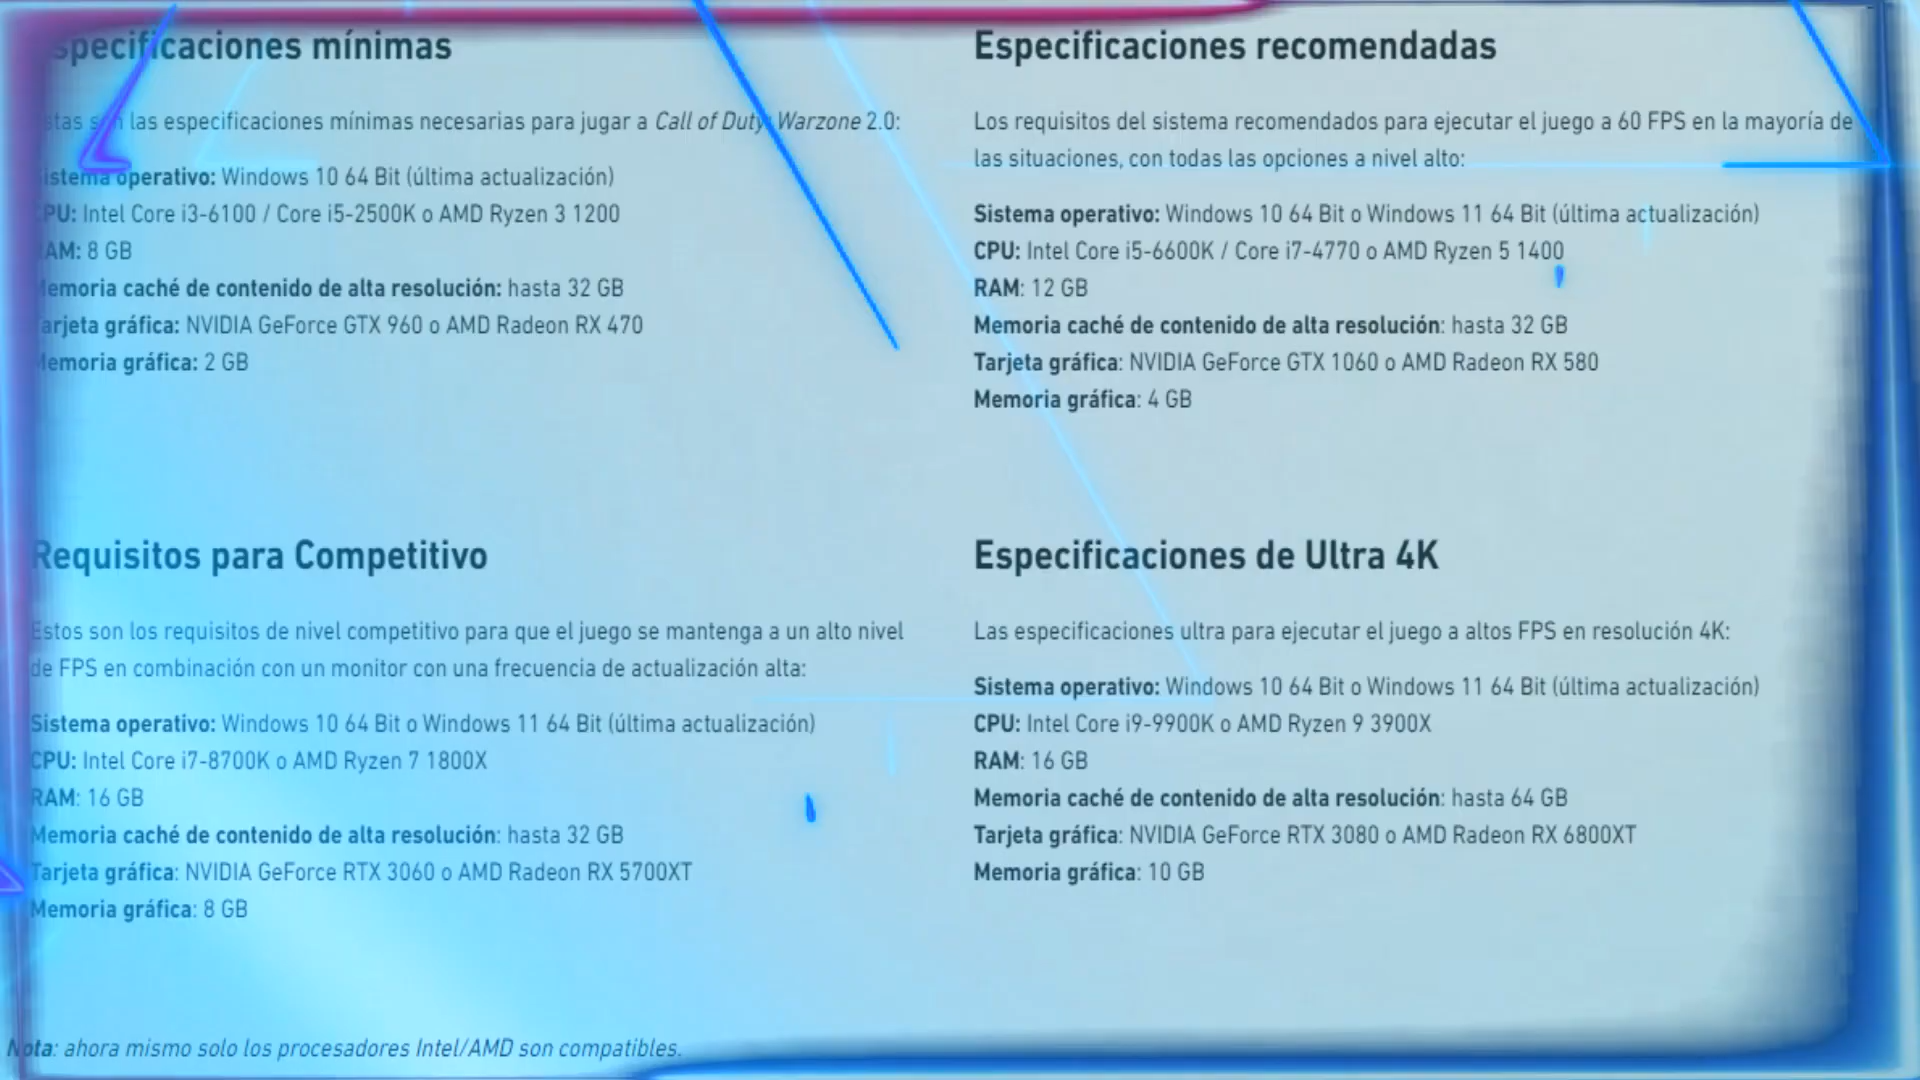 Especificaciones mínimas
Estas son las especificaciones mínimas necesarias para jugar a Call of Duty: Warzone 2.0:
Sistema operativo: Windows 10 64 Bit (última actualización)
CPU: Intel Core i3-6100 / Core i5-2500K o AMD Ryzen 3 1200
RAM: 8 GB
Memoria caché de contenido de alta resolución: hasta 32 GB
Tarjeta gráfica: NVIDIA GeForce GTX 960 o AMD Radeon RX 470
Memoria gráfica: 2 GB
Especificaciones recomendadas
Los requisitos del sistema recomendados para ejecutar el juego a 60 FPS en la mayoría de
las situaciones, con todas las opciones a nivel alto:
Sistema operativo: Windows 10 64 Bit o Windows 11 64 Bit (última actualización)
CPU: Intel Core i5-6600K / Core i7-4770 o AMD Ryzen 5 1400
RAM: 12 GB
Memoria caché de contenido de alta resolución: hasta 32 GB
Tarjeta gráfica: NVIDIA GeForce GTX 1060 o AMD Radeon RX 580
Memoria gráfica: 4 GB
Requisitos para Competitivo
Estos son los requisitos de nivel competitivo para que el juego se mantenga a un alto nivel
de FPS en combinación con un monitor con una frecuencia de actualización alta:
Sistema operativo: Windows 10 64 Bit o Windows 11 64 Bit (última actualización)
CPU: Intel Core i7-8700K o AMD Ryzen 7 1800X
RAM: 16 GB
Memoria caché de contenido de alta resolución: hasta 32 GB
Tarjeta gráfica: NVIDIA GeForce RTX 3060 o AMD Radeon RX 5700XT
Memoria gráfica: 8 GB
Especificaciones de Ultra 4K
Las especificaciones ultra para ejecutar el juego a altos FPS en resolución 4K:
Sistema operativo: Windows 10 64 Bit o Windows 11 64 Bit (última actualización)
CPU: Intel Core i9-9900K o AMD Ryzen 9 3900X
RAM: 16 GB
Memoria caché de contenido de alta resolución: hasta 64 GB
Tarjeta gráfica: NVIDIA GeForce RTX 3080 o AMD Radeon RX 6800XT
Memoria gráfica: 10 GB
Nota: ahora mismo solo los procesadores Intel/AMD son compatibles.